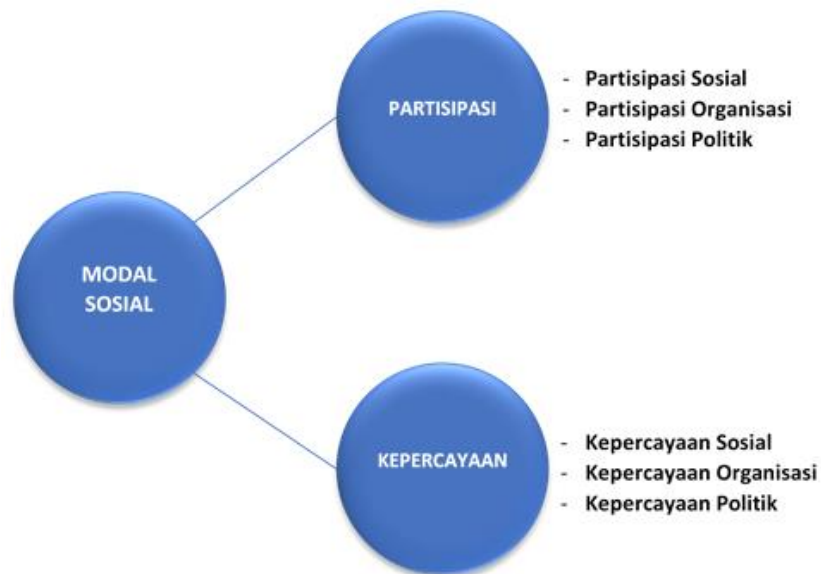 PARTISIPASI
- Partisipasi Sosial
- Partisipasi Organisasi
- Partisipasi Politik
MODAL
SOSIAL
KEPERCAYAAN
- Kepercayaan Sosial
- Kepercayaan Organisasi
- Kepercayaan Politik